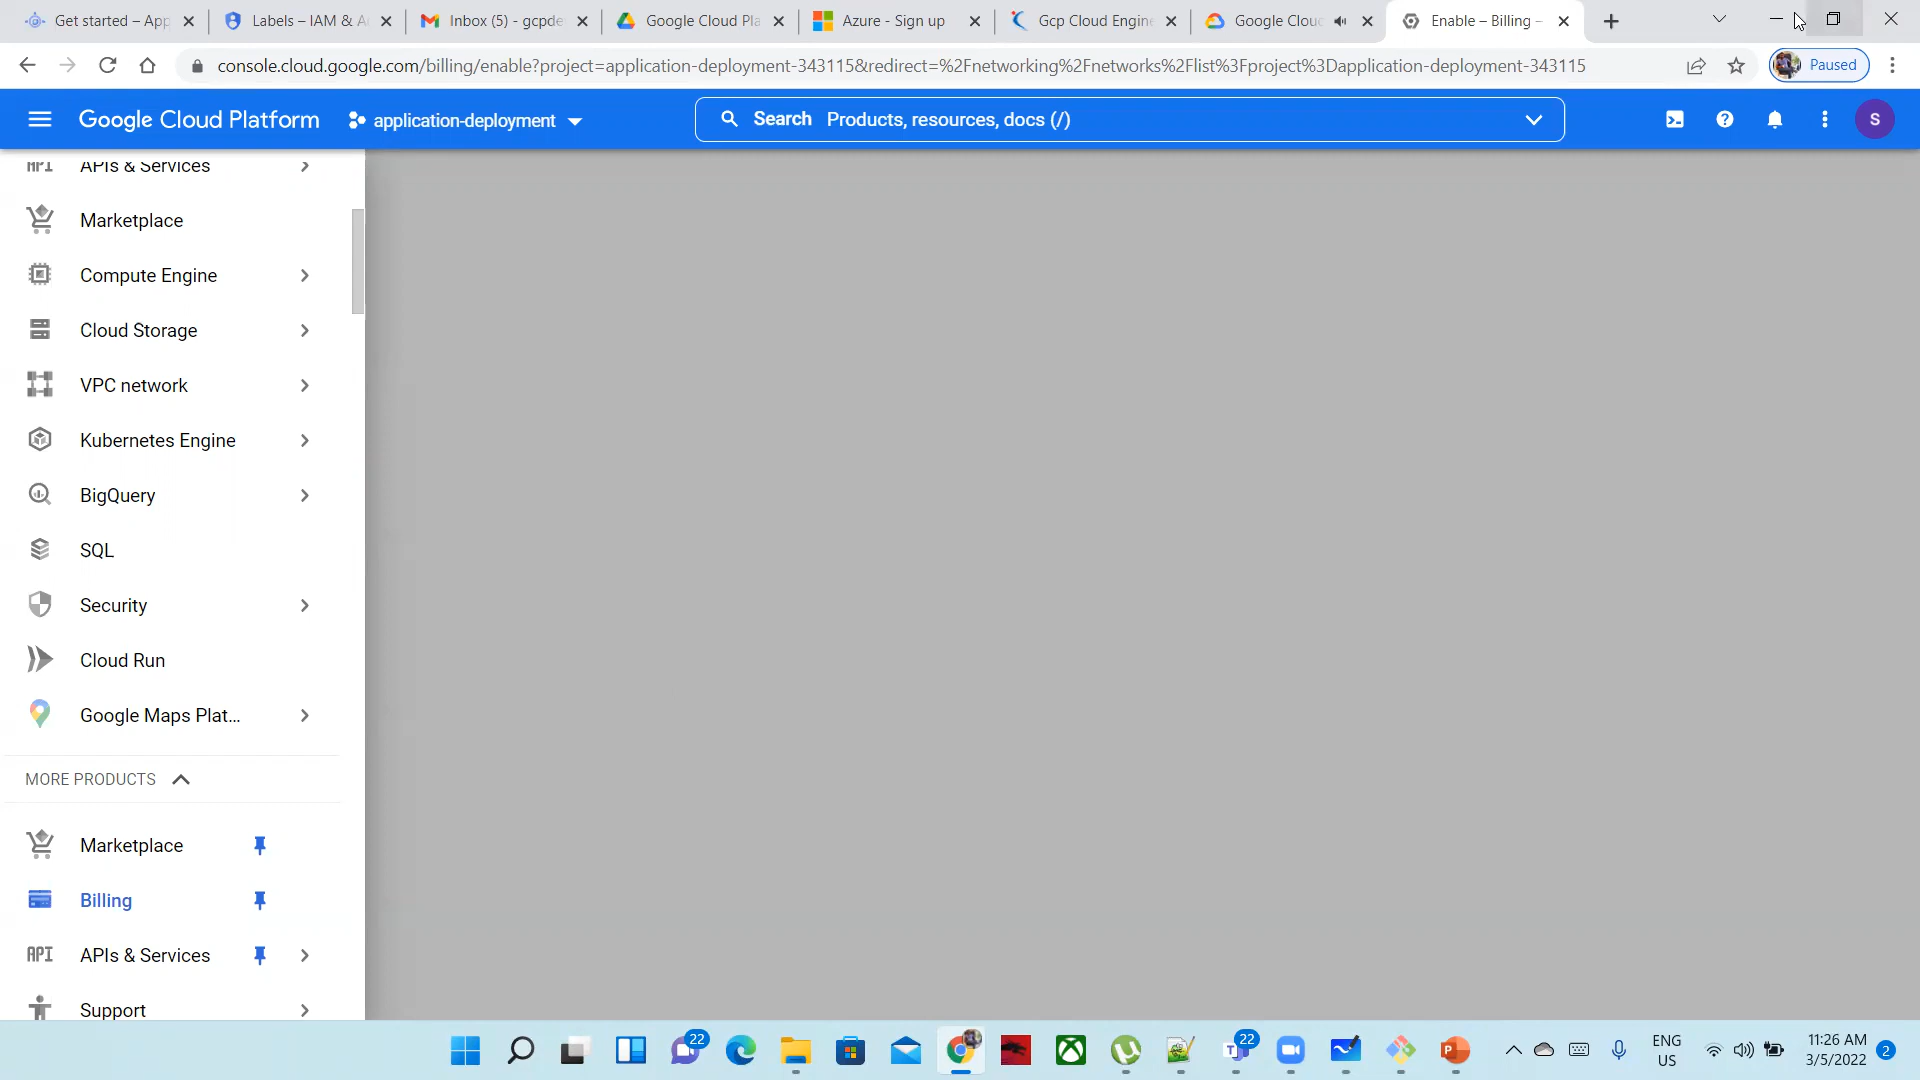 Get started – App
Labels – IAM & A
Inbox (5) - gcpde
Google Cloud Pla
Azure - Sign up
Gcp Cloud Engine
Google Clou
Enable – Billing –
console.cloud.google.com/billing/enable?project=application-deployment-343115&redirect=%2Fnetworking%2Fnetworks%2Flist%3Fproject%3Dapplication-deployment-343115
Paused
Google Cloud Platform
application-deployment
Search Products, resources, docs (/)
S
API APIs & Services
Marketplace
Compute Engine
Cloud Storage
VPC network
Kubernetes Engine
BigQuery
SQL
Security
Cloud Run
Google Maps Plat...
MORE PRODUCTS
Marketplace
Billing
API APIs & Services
Support
22
22
ENG
US
11:26 AM
3/5/2022
2